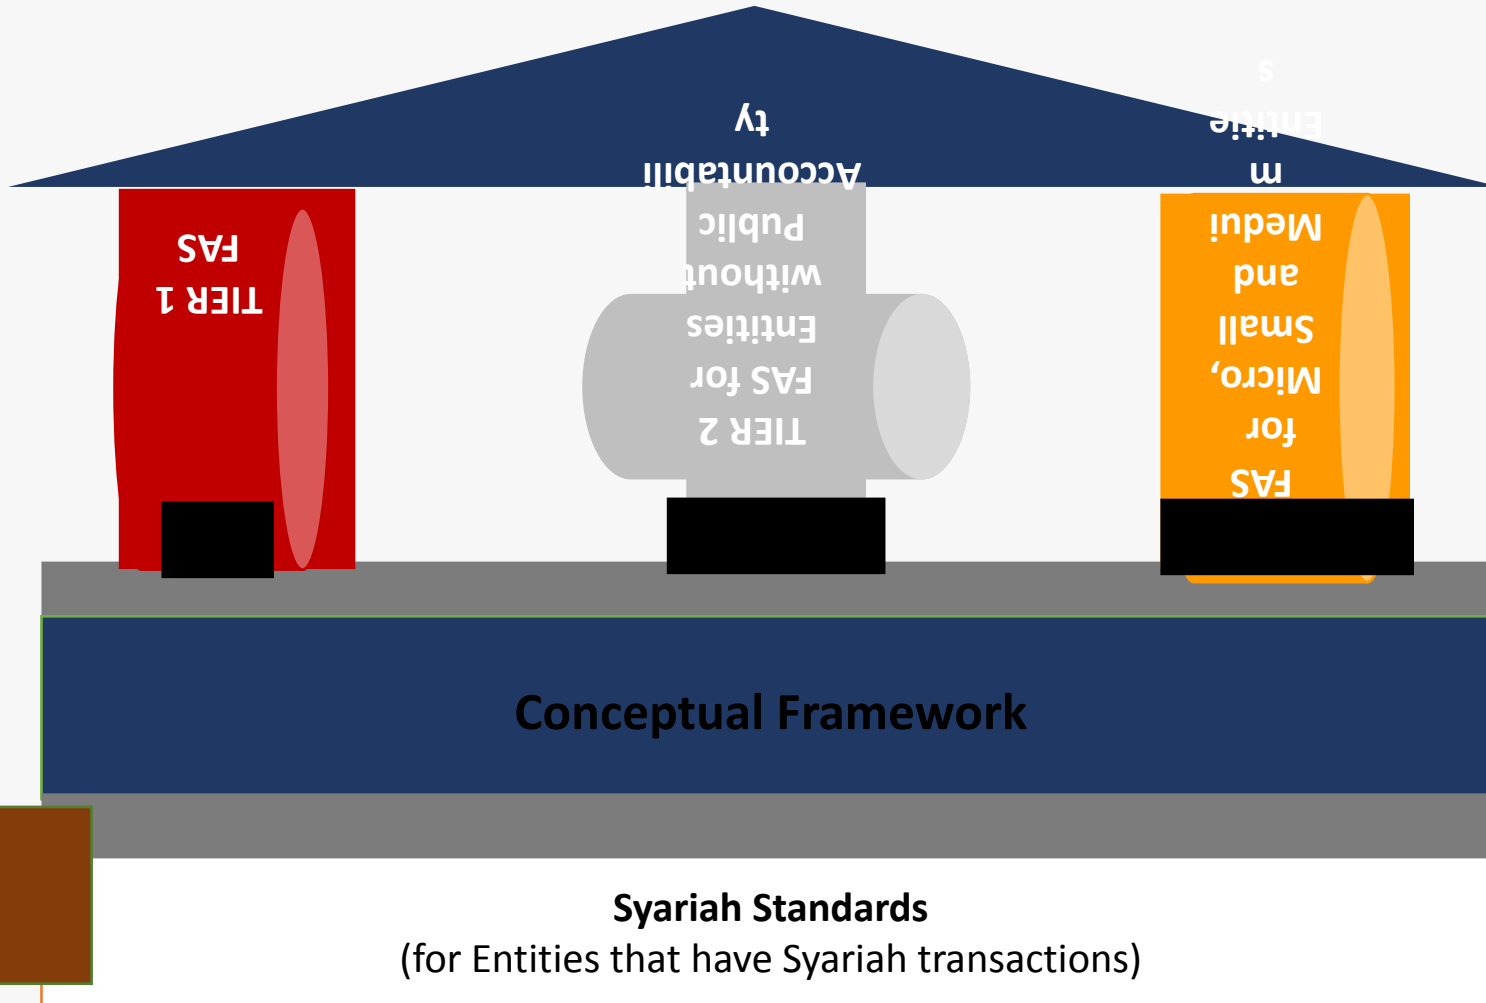 TIER 1
FAS
TIER 2
FAS for
Entities
without
Public
Accountabili
ty
FAS
for
Micro,
Small
and
Medui
m
Entitie
s
Conceptual Framework
Syariah Standards
(for Entities that have Syariah transactions)